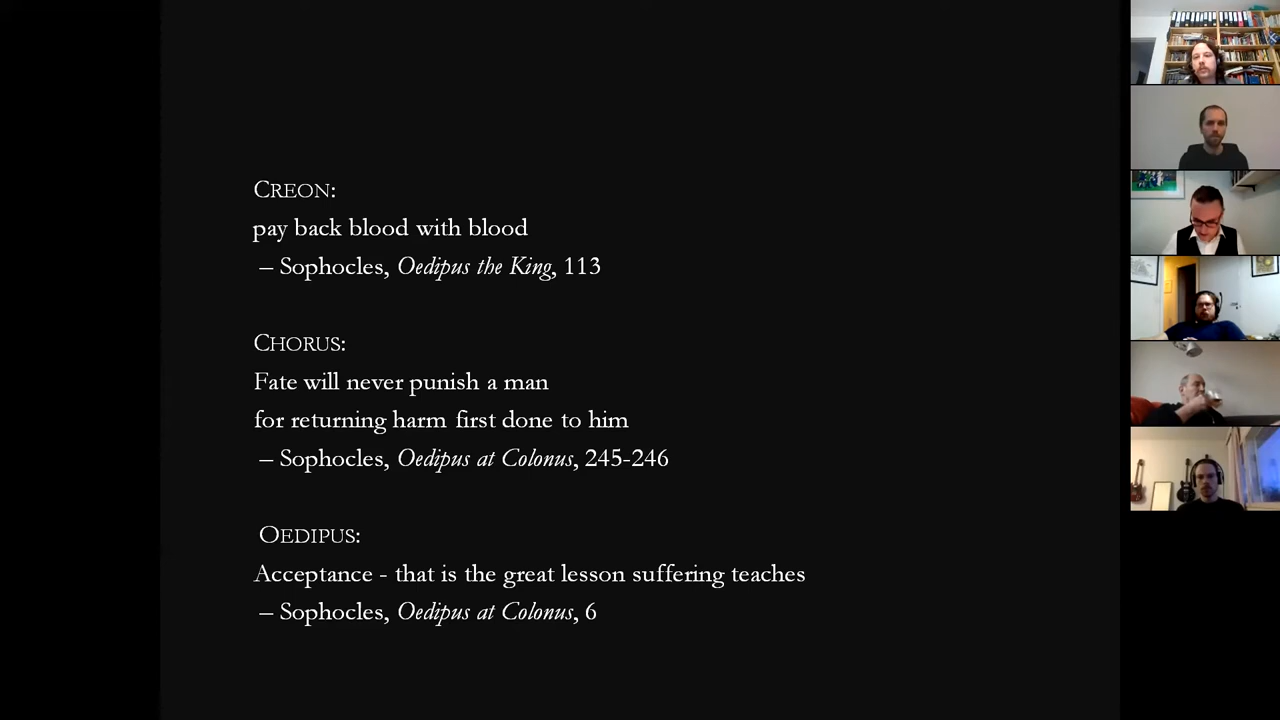 CREON:
pay back blood with blood
– Sophocles, Oedipus the King, 113
CHORUS:
Fate will never punish a man
for returning harm first done to him
– Sophocles, Oedipus at Colonus, 245-246
OEDIPUS:
Acceptance - that is the great lesson suffering teaches
– Sophocles, Oedipus at Colonus, 6